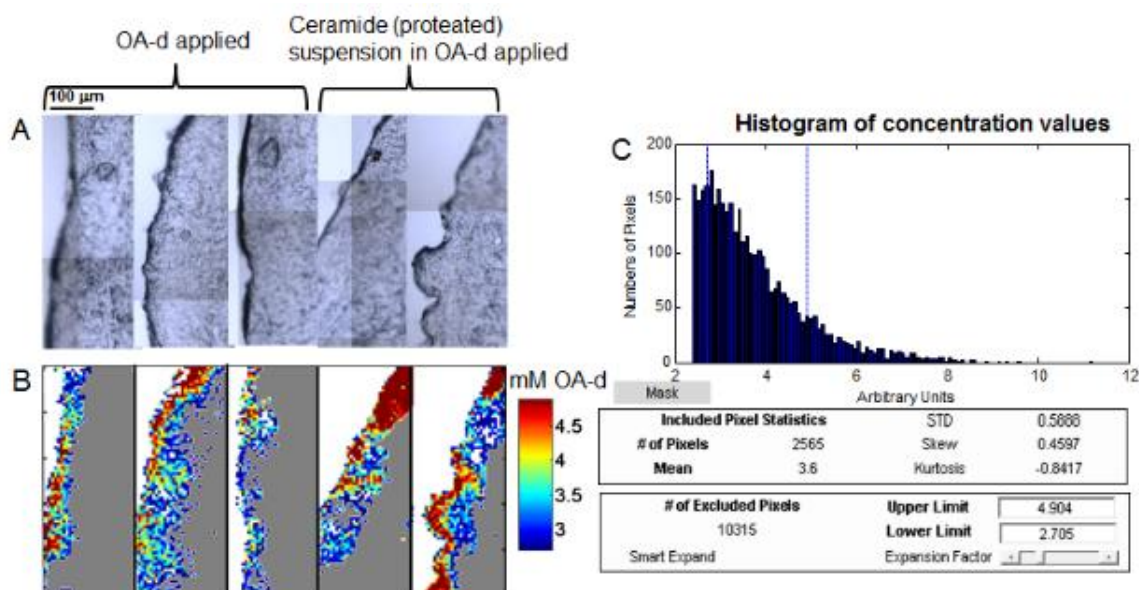 OA-d applied
Ceramide (proteated)
suspension in OA-d applied
100 µm
A
B
mM OA-d
4.5
4
3.5
3
C
Histogram of concentration values
200
150
100
50
0
Numbers of Pixels
2 4 6 8 10 12
Arbitrary Units
Mask
Included Pixel Statistics STD 0.5888
# of Pixels 2565 Skew 0.4597
Mean 3.6 Kurtosis -0.8417
# of Excluded Pixels Upper Limit 4.904
10315 Lower Limit 2.705
Smart Expand Expansion Factor